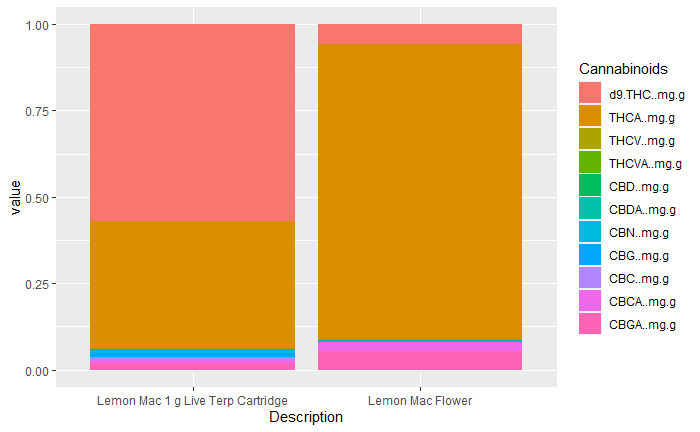 1.00
0.75
0.50
0.25
0.00
value
Lemon Mac 1 g Live Terp Cartridge
Lemon Mac Flower
Description
Cannabinoids
d9.THC..mg.g
THCA..mg.g
THCV..mg.g
THCVA..mg.g
CBD..mg.g
CBDA..mg.g
CBN..mg.g
CBG..mg.g
CBC..mg.g
CBCA..mg.g
CBGA..mg.g